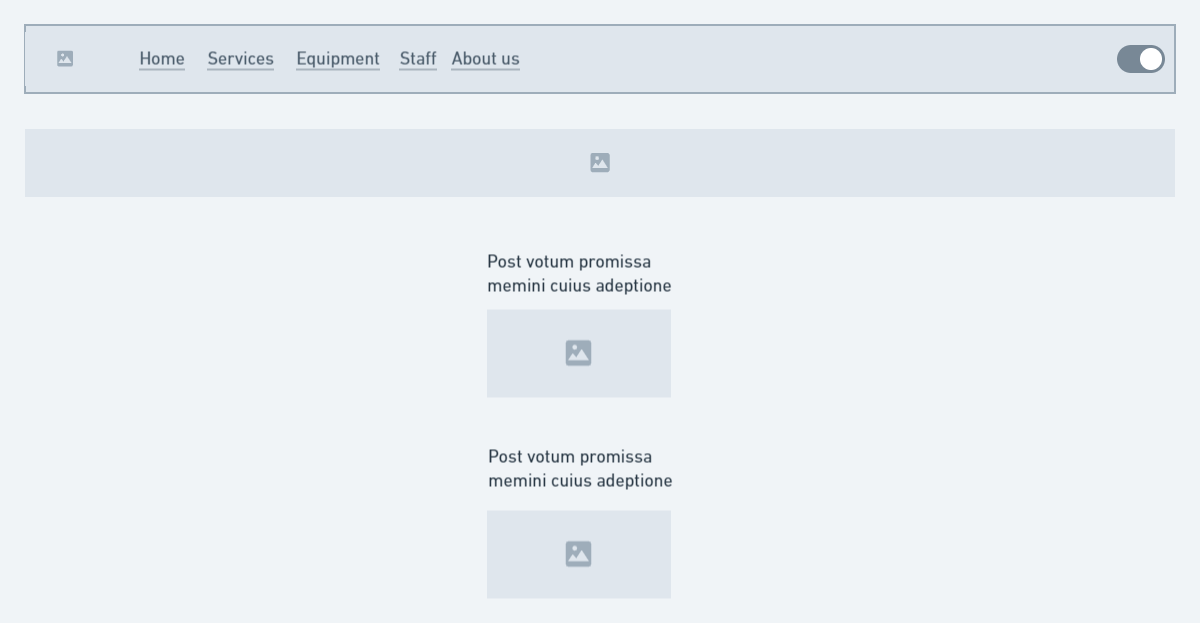 Home Services Equipment Staff About us
Post votum promissa
memini cuius adeptione
Post votum promissa
memini cuius adeptione